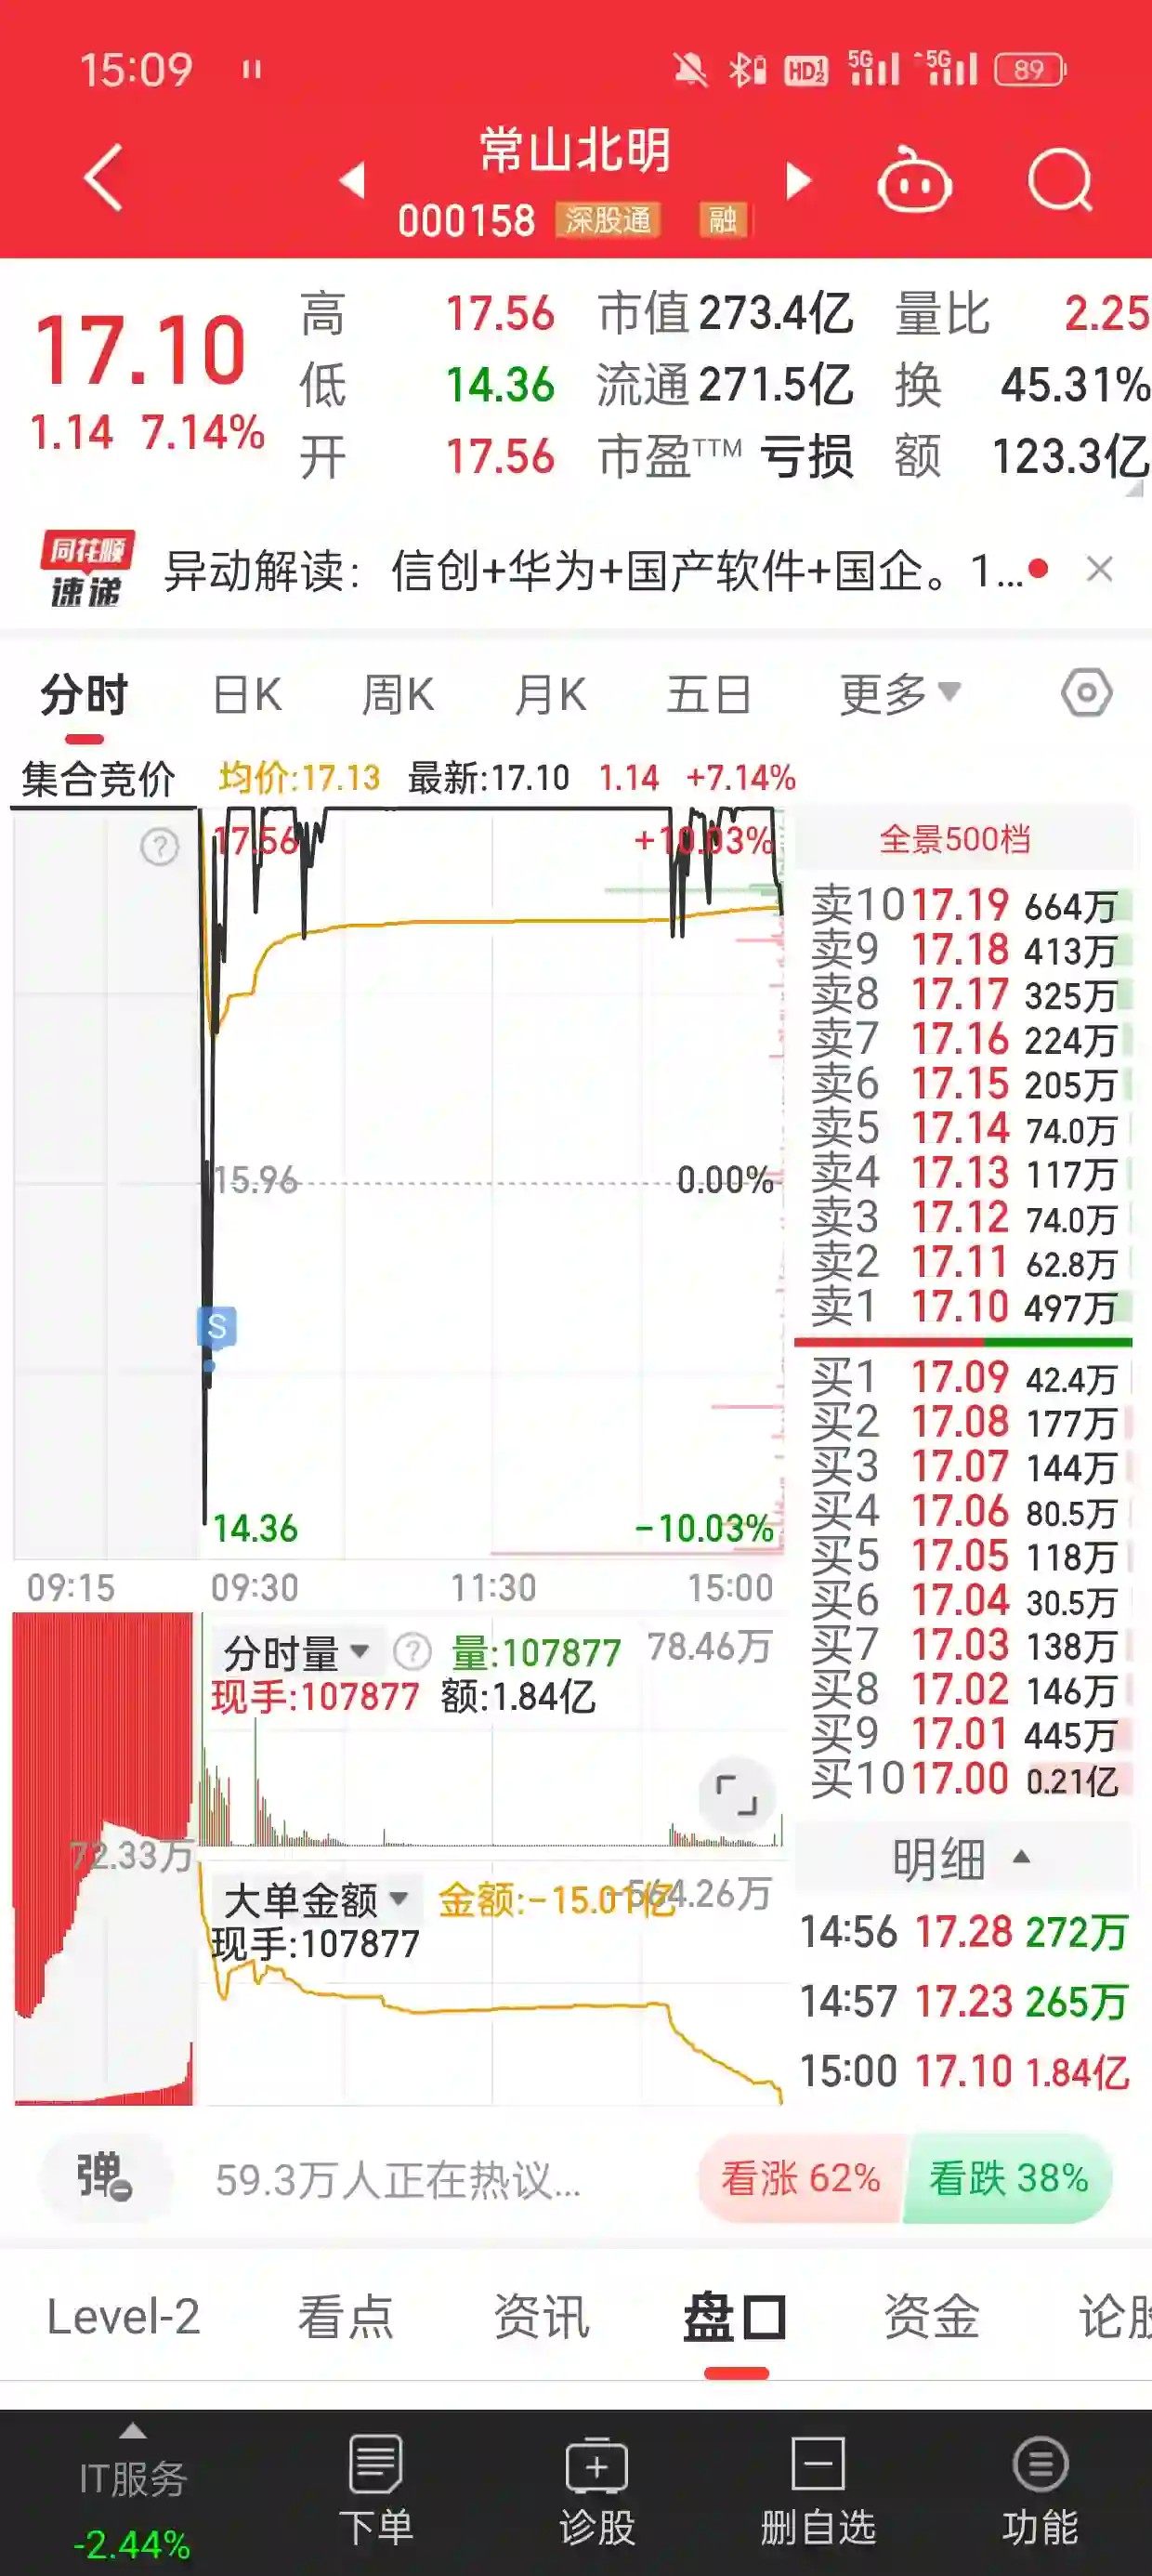 15:09 HD 1 2 5G 5G 89
常山北明
000158 深股通 融
17.10
1.14 7.14%
高 17.56 市值 273.4亿 量比 2.25
低 14.36 流通 271.5亿 换 45.31%
开 17.56 市盈TTM 亏损 额 123.3亿
同花顺
速递
异动解读：信创+华为+国产软件+国企。1...
分时 日K 周K 月K 五日 更多
集合竞价 均价:17.13 最新:17.10 1.14 +7.14%
? 17.56 +10.03%
15.96 0.00%
S
14.36 -10.03%
09:15 09:30 11:30 15:00
分时量 ? 量:107877 78.46万
现手:107877 额:1.84亿
72.33万
大单金额 金额:-15.01亿 -564.26万
现手:107877
全景500档
卖10 17.19 664万
卖9 17.18 413万
卖8 17.17 325万
卖7 17.16 224万
卖6 17.15 205万
卖5 17.14 74.0万
卖4 17.13 117万
卖3 17.12 74.0万
卖2 17.11 62.8万
卖1 17.10 497万
买1 17.09 42.4万
买2 17.08 177万
买3 17.07 144万
买4 17.06 80.5万
买5 17.05 118万
买6 17.04 30.5万
买7 17.03 138万
买8 17.02 146万
买9 17.01 445万
买10 17.00 0.21亿
明细
14:56 17.28 272万
14:57 17.23 265万
15:00 17.10 1.84亿
弹 59.3万人正在热议... 看涨 62% 看跌 38%
Level-2 看点 资讯 盘口 资金 论股
IT服务 下单 诊股 删自选 功能
-2.44%